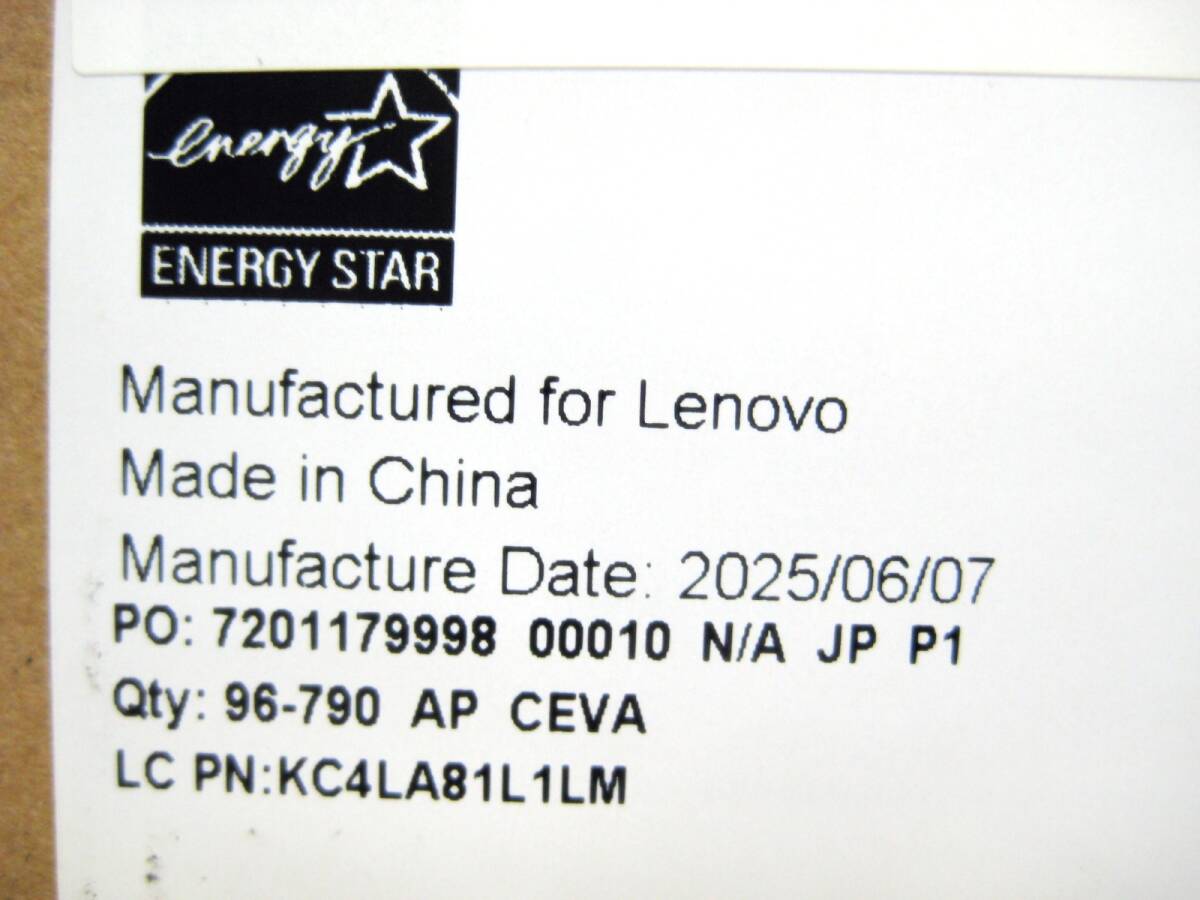 energy
ENERGY STAR
Manufactured for Lenovo
Made in China
Manufacture Date: 2025/06/07
PO: 7201179998 00010 N/A JP P1
Qty: 96-790 AP CEVA
LC PN:KC4LA81L1LM